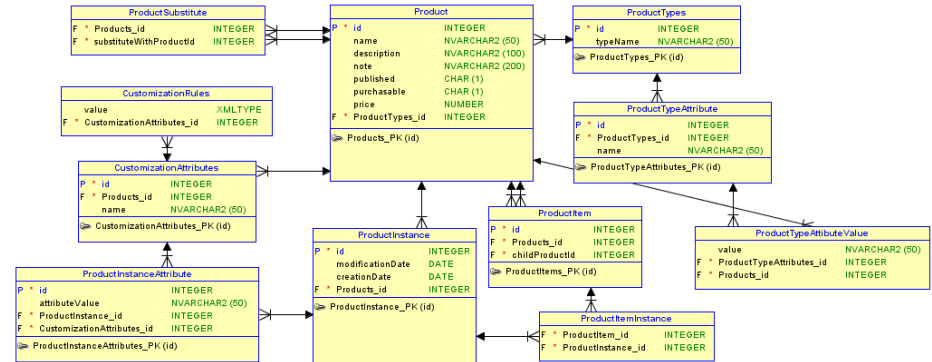 ProductSubstitute
F * Products_id INTEGER
F * substituteWithProductId INTEGER
Product
P * id INTEGER
name NVARCHAR2 (50)
description NVARCHAR2 (100)
note NVARCHAR2 (200)
published CHAR (1)
purchasable CHAR (1)
price NUMBER
F * ProductTypes_id INTEGER
Products_PK (id)
ProductTypes
P * id INTEGER
typeName NVARCHAR2 (50)
ProductTypes_PK (id)
CustomizationRules
value XMLTYPE
F * CustomizationAttributes_id INTEGER
ProductTypeAttribute
P * id INTEGER
F * ProductTypes_id INTEGER
name NVARCHAR2 (50)
ProductTypeAttributes_PK (id)
CustomizationAttributes
P * id INTEGER
F * Products_id INTEGER
name NVARCHAR2 (50)
CustomizationAttributes_PK (id)
ProductItem
P * id INTEGER
F * Products_id INTEGER
F * childProductId INTEGER
ProductItems_PK (id)
ProductInstance
P * id INTEGER
modificationDate DATE
creationDate DATE
F * Products_id INTEGER
ProductInstance_PK (id)
ProductTypeAttibuteValue
value NVARCHAR2 (50)
F * ProductTypeAttributes_id INTEGER
F * Products_id INTEGER
ProductInstanceAttribute
P * id INTEGER
attributeValue NVARCHAR2 (50)
F * ProductInstance_id INTEGER
F * CustomizationAttributes_id INTEGER
ProductInstanceAttributes_PK (id)
ProductItemInstance
F * ProductItem_id INTEGER
F * ProductInstance_id INTEGER